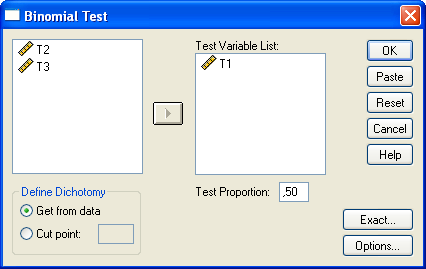 Binomial Test
T2
T3
Test Variable List:
T1
OK
Paste
Reset
Cancel
Help
Define Dichotomy
Get from data
Cut point:
Test Proportion: ,50
Exact...
Options...